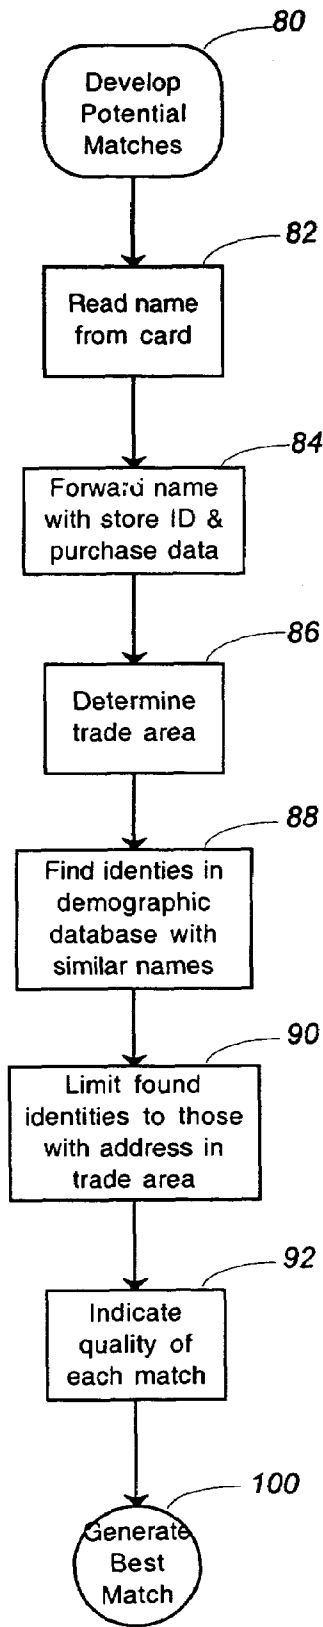 80
Develop
Potential
Matches
82
Read name
from card
84
Forward name
with store ID &
purchase data
86
Determine
trade area
88
Find identies in
demographic
database with
similar names
90
Limit found
identities to those
with address in
trade area
92
Indicate
quality of
each match
100
Generate
Best
Match